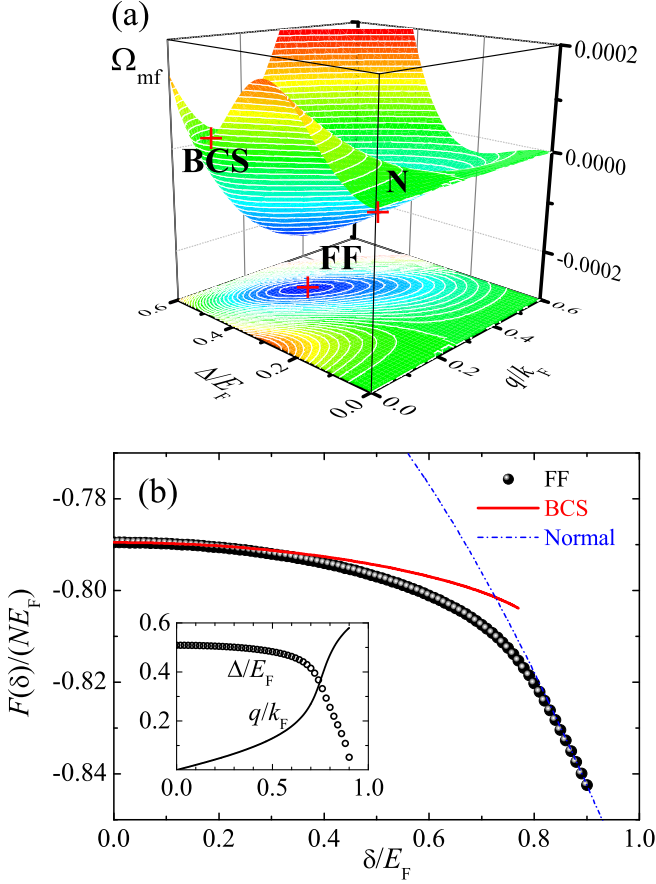 (a)
Ω_mf
0.0002
0.0000
-0.0002
BCS
N
FF
0.6
0.4
0.2
0.0
Δ/E_F
0.0
0.2
0.4
0.6
q/k_F
(b)
-0.78
-0.80
-0.82
-0.84
F(δ)/(NE_F)
FF
BCS
Normal
0.6
0.4
0.2
Δ/E_F
q/k_F
0.0
0.5
1.0
0.0
0.2
0.4
0.6
0.8
1.0
δ/E_F